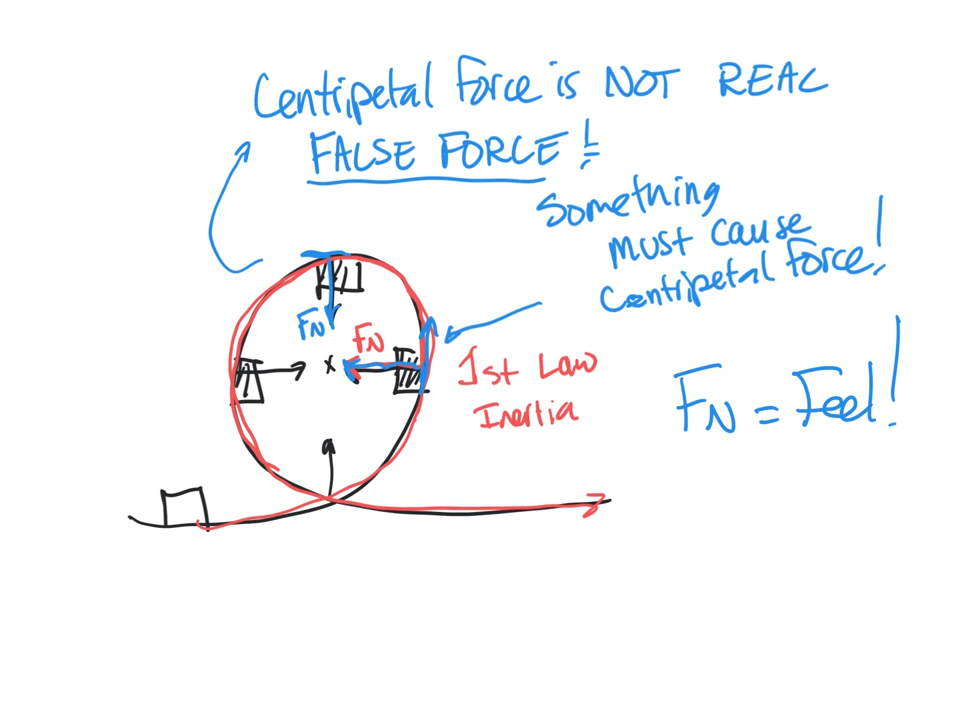 Centripetal Force is NOT REAL
FALSE FORCE!
Something
must cause
Centripetal Force!
FN
FN
x
1st Law
Inertia
FN = Feel!